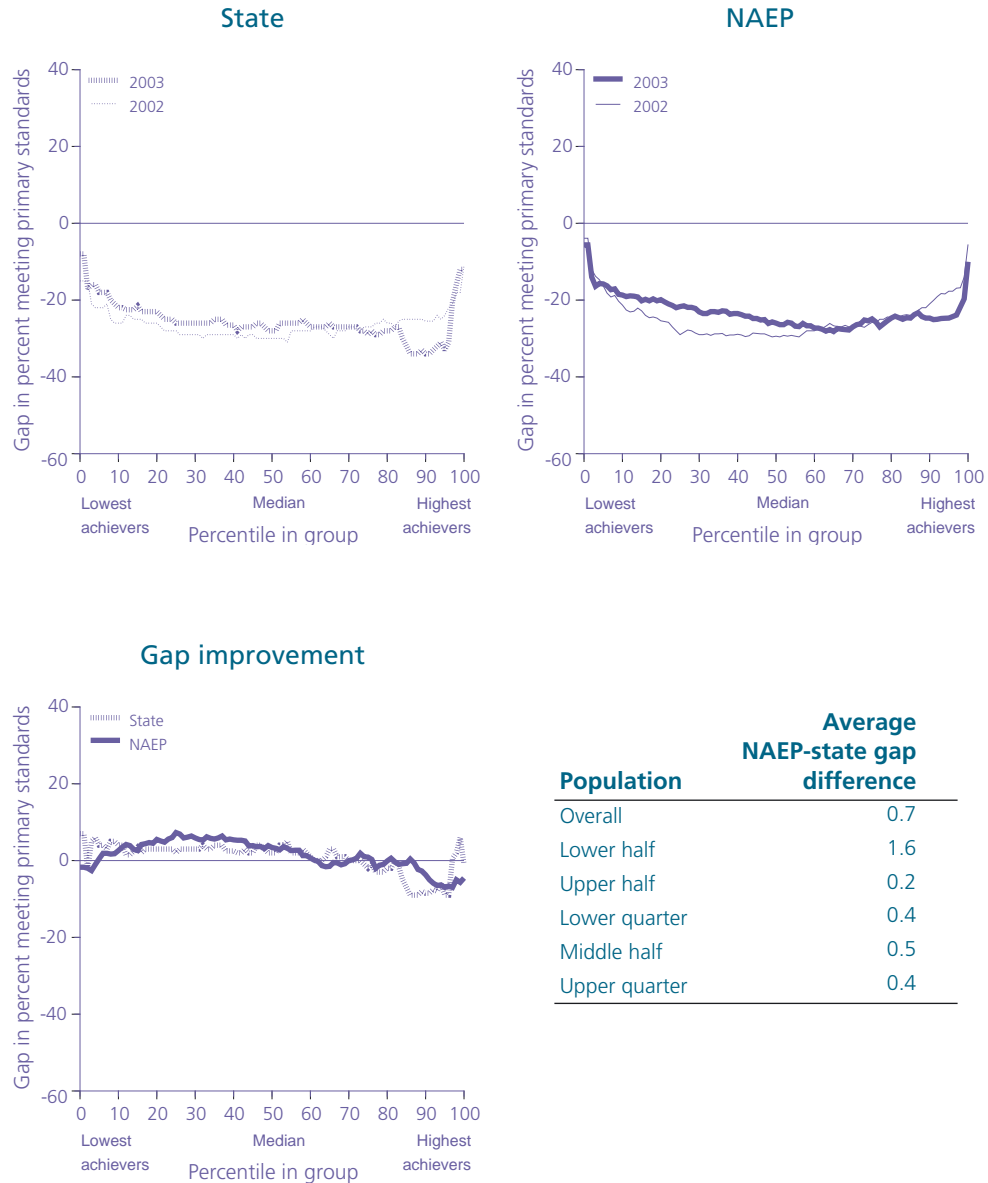 State
Gap in percent meeting primary standards
40
20
0
-20
-40
-60
2003
2002
0 10 20 30 40 50 60 70 80 90 100
Lowest achievers
Median
Highest achievers
Percentile in group
NAEP
Gap in percent meeting primary standards
40
20
0
-20
-40
-60
2003
2002
0 10 20 30 40 50 60 70 80 90 100
Lowest achievers
Median
Highest achievers
Percentile in group
Gap improvement
Gap in percent meeting primary standards
40
20
0
-20
-40
-60
State
NAEP
0 10 20 30 40 50 60 70 80 90 100
Lowest achievers
Median
Highest achievers
Percentile in group
Population Average NAEP-state gap difference
Overall 0.7
Lower half 1.6
Upper half 0.2
Lower quarter 0.4
Middle half 0.5
Upper quarter 0.4